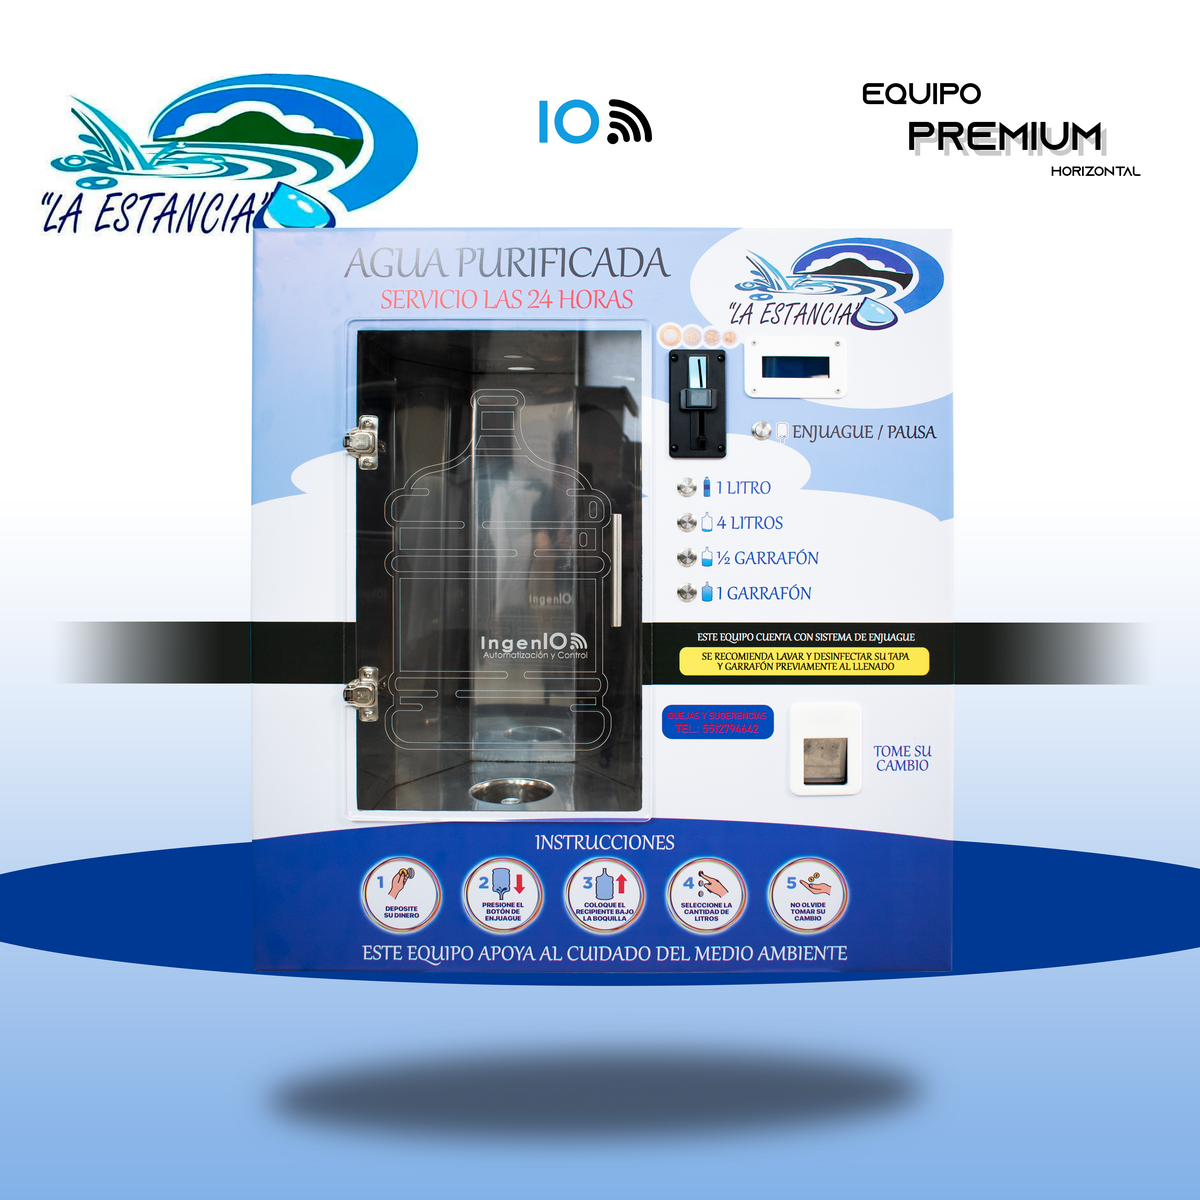 "LA ESTANCIA"
IO
EQUIPO
PREMIUM
HORIZONTAL
AGUA PURIFICADA
SERVICIO LAS 24 HORAS
"LA ESTANCIA"
ENJUAGUE / PAUSA
1 LITRO
4 LITROS
½ GARRAFÓN
1 GARRAFÓN
IngenIO
IngenIO
Automatización y Control
ESTE EQUIPO CUENTA CON SISTEMA DE ENJUAGUE
SE RECOMIENDA LAVAR Y DESINFECTAR SU TAPA
Y GARRAFÓN PREVIAMENTE AL LLENADO
QUEJAS Y SUGERENCIAS
TEL.: 5512794642
TOME SU
CAMBIO
INSTRUCCIONES
1
DEPOSITE
SU DINERO
2
PRESIONE EL
BOTÓN DE
ENJUAGUE
3
COLOQUE EL
RECIPIENTE BAJO
LA BOQUILLA
4
SELECCIONE LA
CANTIDAD DE
LITROS
5
NO OLVIDE
TOMAR SU
CAMBIO
ESTE EQUIPO APOYA AL CUIDADO DEL MEDIO AMBIENTE